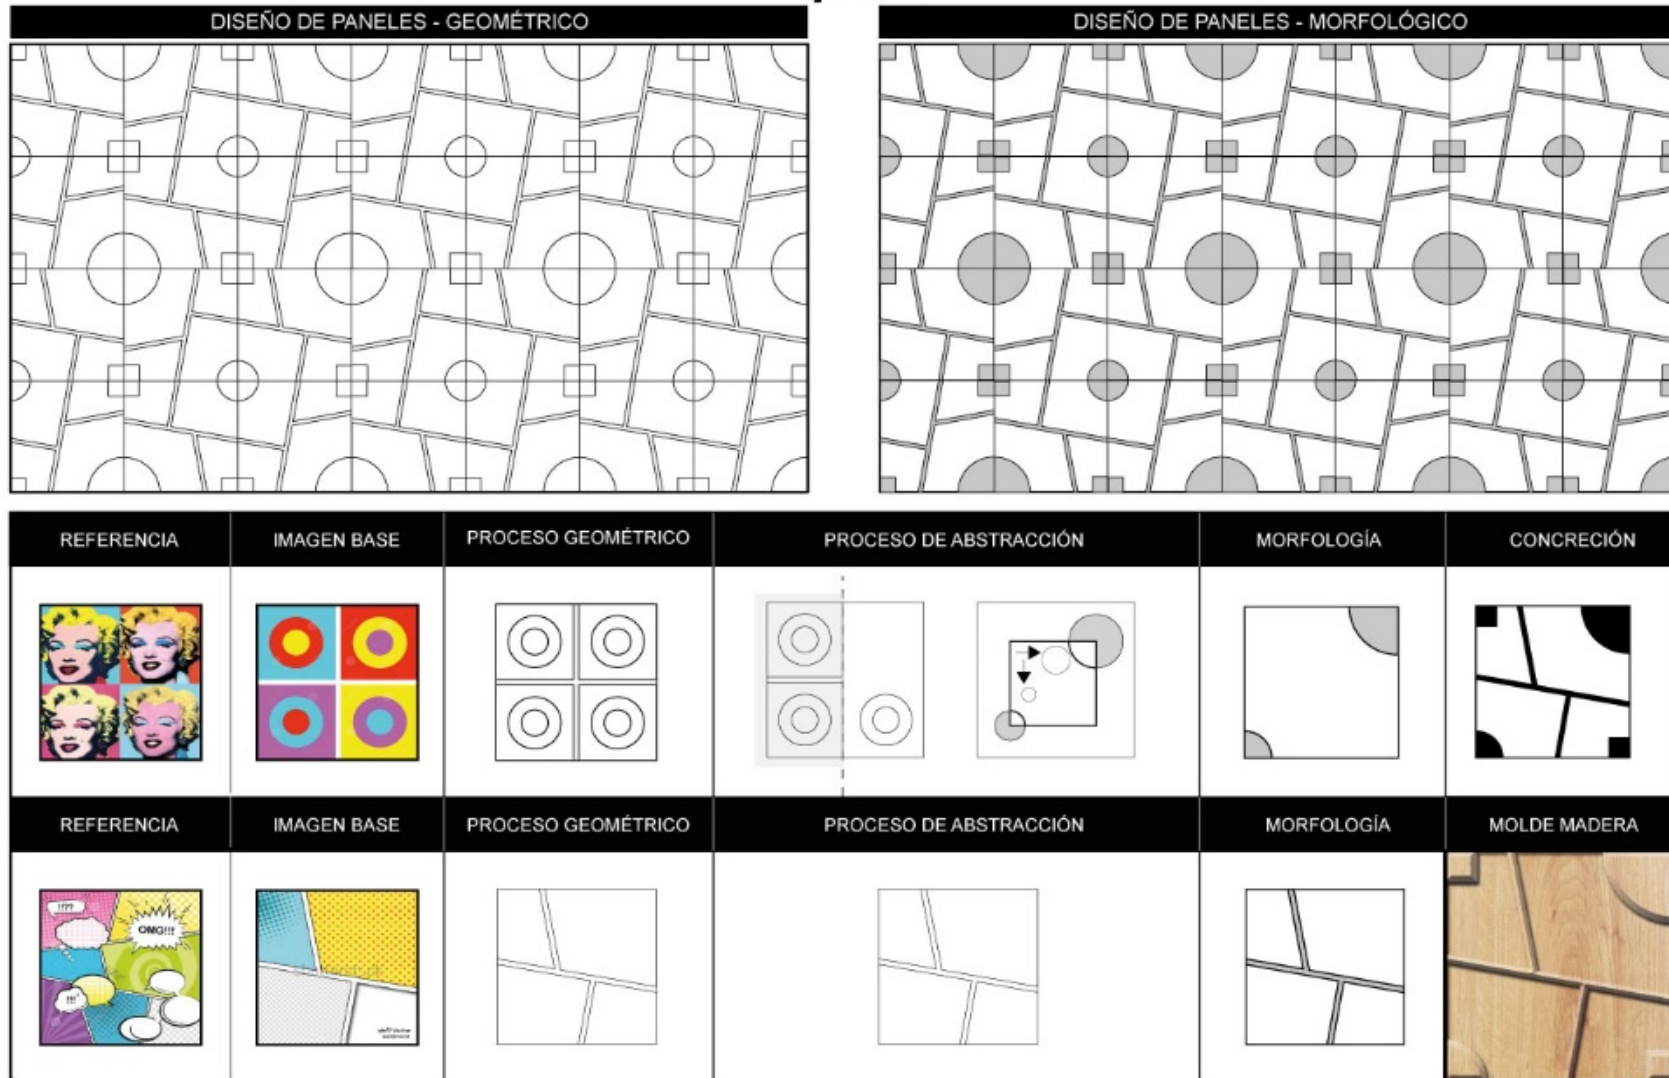 DISEÑO DE PANELES - GEOMÉTRICO
DISEÑO DE PANELES - MORFOLÓGICO
REFERENCIA
IMAGEN BASE
PROCESO GEOMÉTRICO
PROCESO DE ABSTRACCIÓN
MORFOLOGÍA
CONCRECIÓN
REFERENCIA
IMAGEN BASE
PROCESO GEOMÉTRICO
PROCESO DE ABSTRACCIÓN
MORFOLOGÍA
MOLDE MADERA
!???
OMG!!!
!!!